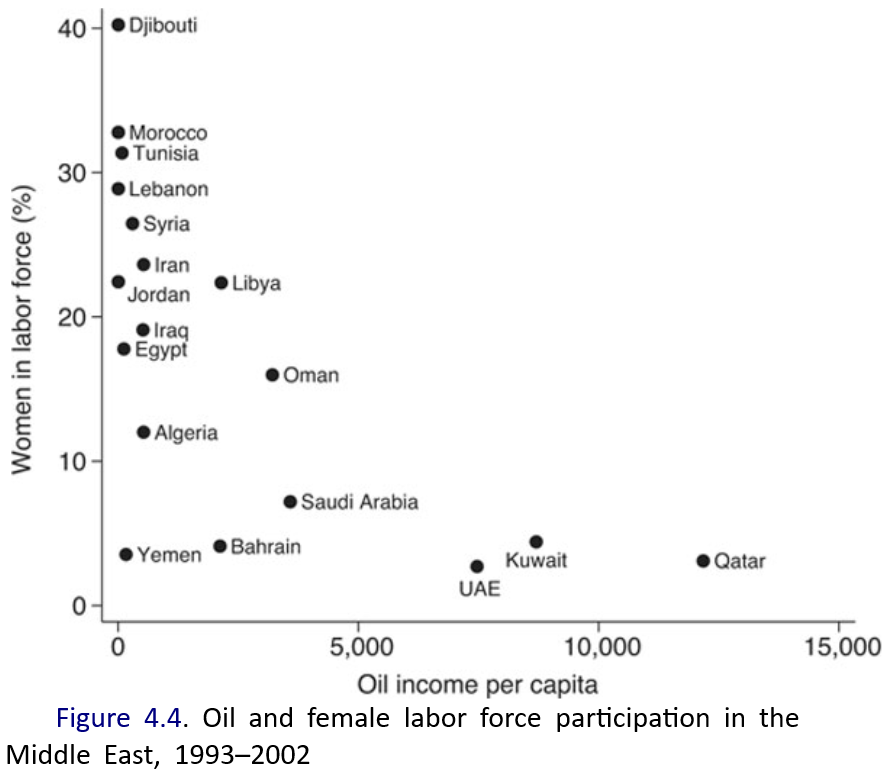 40
Djibouti
Morocco
Tunisia
30
Lebanon
Syria
Iran
Libya
Jordan
20
Iraq
Egypt
Oman
Algeria
10
Saudi Arabia
Bahrain
Yemen
Kuwait
Qatar
UAE
0
Women in labor force (%)
0 5,000 10,000 15,000
Oil income per capita
Figure 4.4. Oil and female labor force participation in the
Middle East, 1993–2002